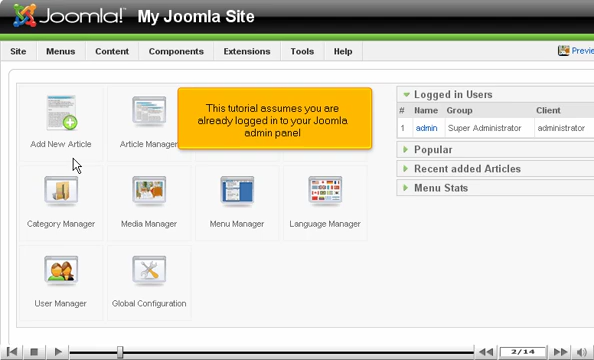 Joomla!™ My Joomla Site
Site Menus Content Components Extensions Tools Help Previe
This tutorial assumes you are
already logged in to your Joomla
admin panel
Add New Article
Article Manager
Category Manager
Media Manager
Menu Manager
Language Manager
User Manager
Global Configuration
Logged in Users
# Name Group Client
1 admin Super Administrator administrator
Popular
Recent added Articles
Menu Stats
2/14